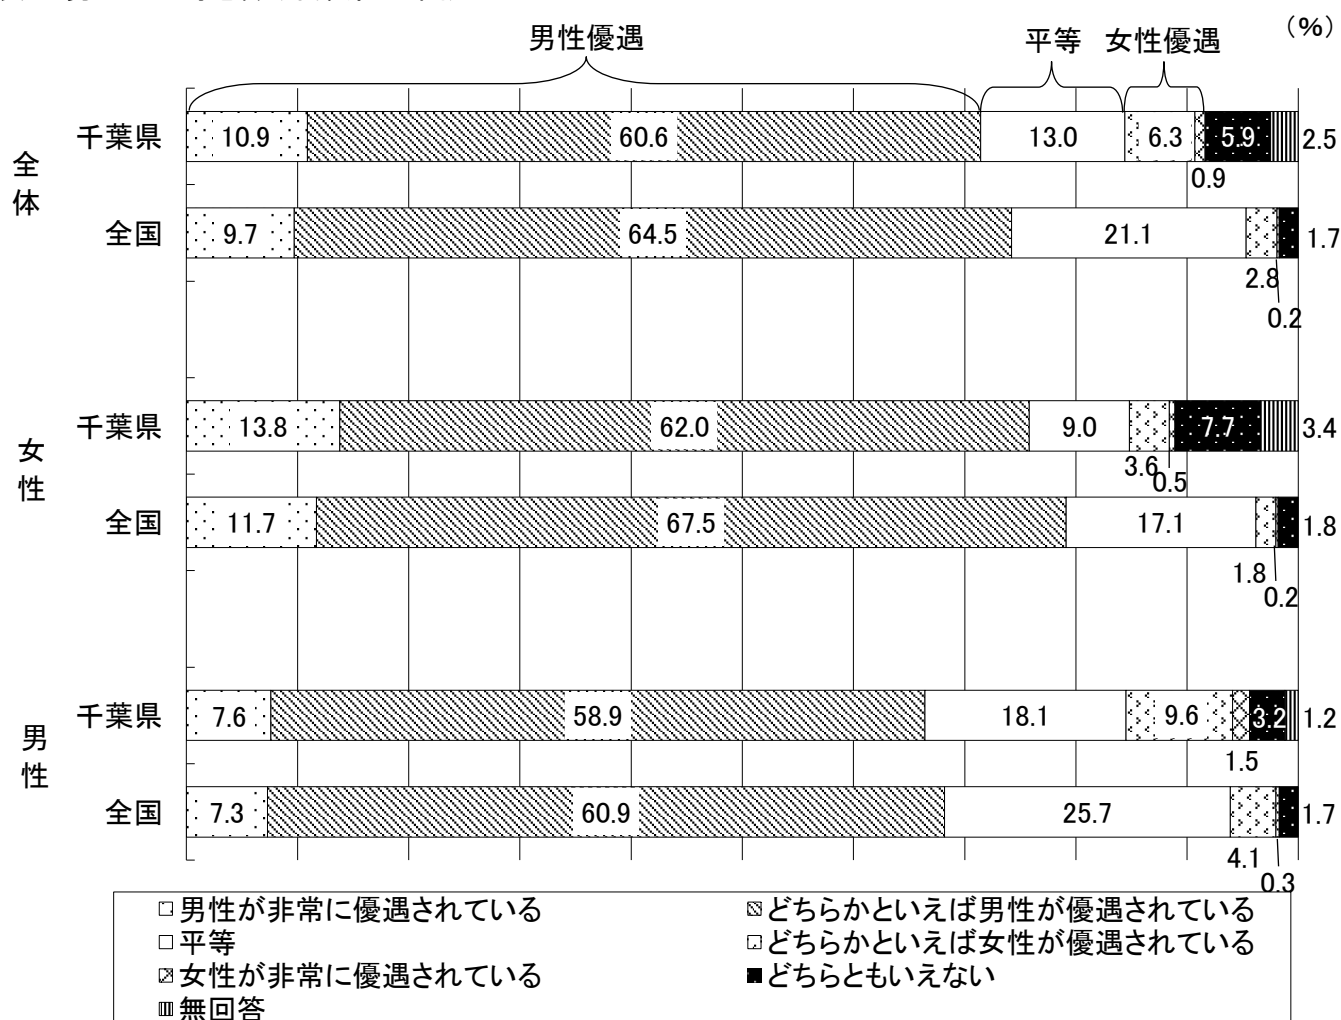 (%)
男性優遇 平等 女性優遇
全体
千葉県 10.9 60.6 13.0 6.3 0.9 5.9 2.5
全国 9.7 64.5 21.1 2.8 0.2 1.7
女性
千葉県 13.8 62.0 9.0 3.6 0.5 7.7 3.4
全国 11.7 67.5 17.1 1.8 0.2 1.8
男性
千葉県 7.6 58.9 18.1 9.6 1.5 3.2 1.2
全国 7.3 60.9 25.7 4.1 0.3 1.7
男性が非常に優遇されている どちらかといえば男性が優遇されている
平等 どちらかといえば女性が優遇されている
女性が非常に優遇されている どちらともいえない
無回答